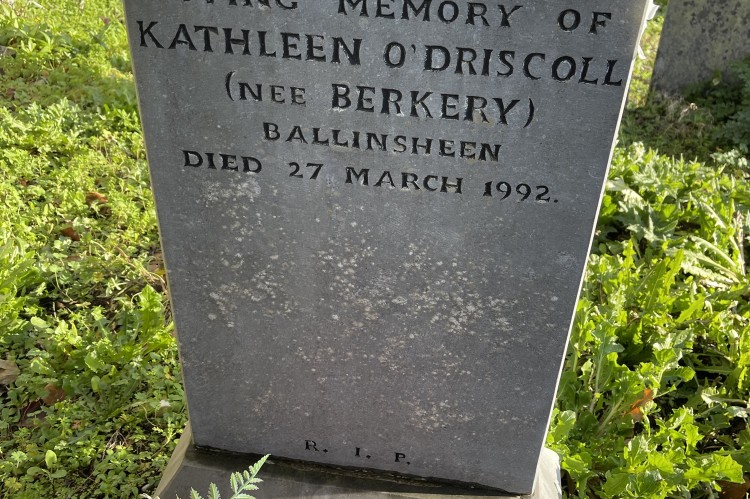 MEMORY OF
KATHLEEN O'DRISCOLL
(NEE BERKERY)
BALLINSHEEN
DIED 27 MARCH 1992.
R. I. P.